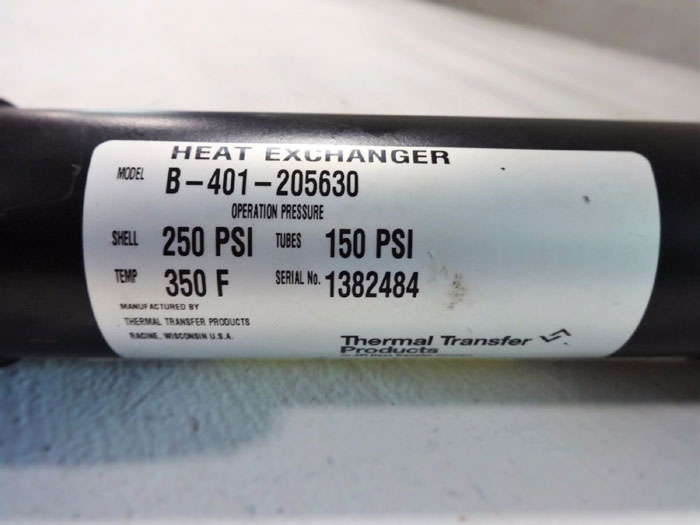 HEAT EXCHANGER
MODEL B-401-205630
OPERATION PRESSURE
SHELL 250 PSI TUBES 150 PSI
TEMP 350 F SERIAL No. 1382484
MANUFACTURED BY
THERMAL TRANSFER PRODUCTS
RACINE, WISCONSIN U.S.A.
Thermal Transfer
Products